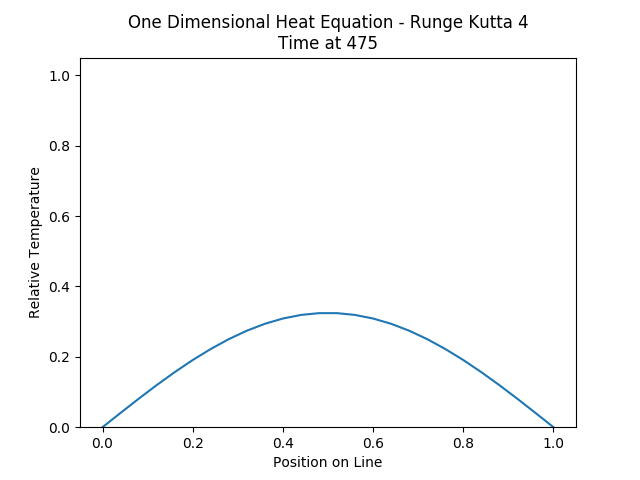 One Dimensional Heat Equation - Runge Kutta 4
Time at 475
1.0
0.8
0.6
0.4
0.2
0.0
Relative Temperature
0.0 0.2 0.4 0.6 0.8 1.0
Position on Line